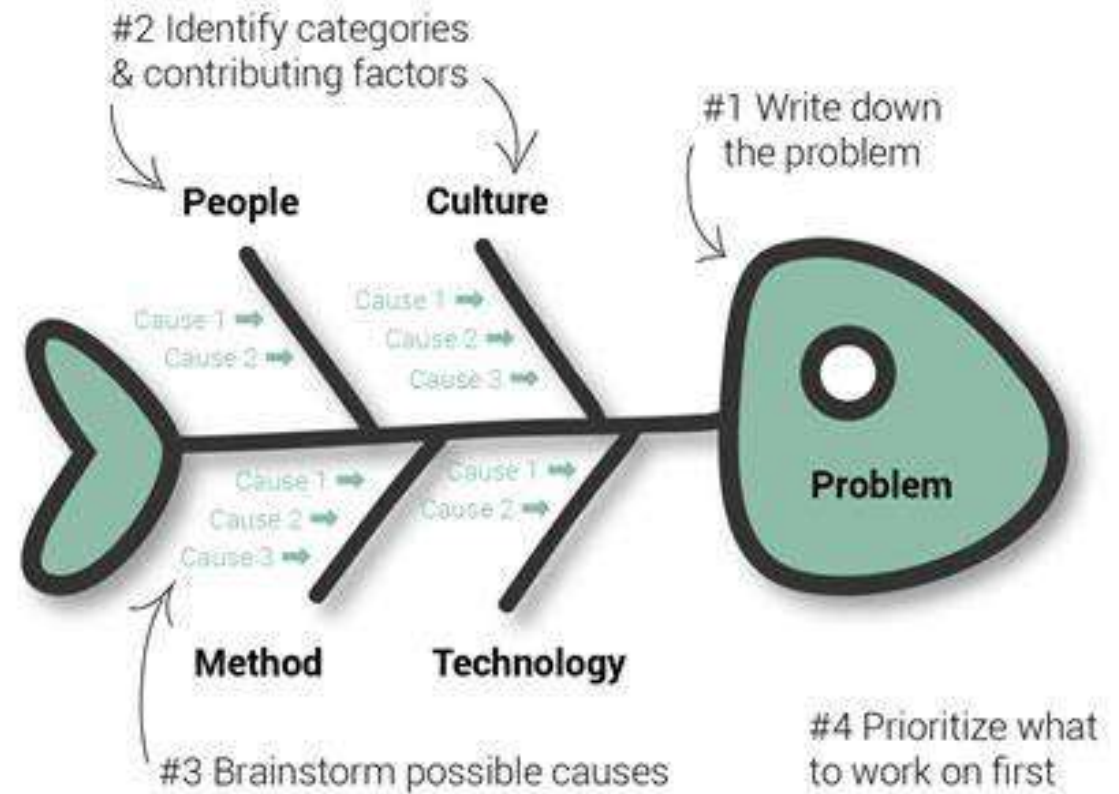 #2 Identify categories
& contributing factors
#1 Write down
the problem
People
Culture
Cause 1
Cause 2
Cause 1
Cause 2
Cause 3
Problem
Cause 1
Cause 2
Cause 3
Cause 1
Cause 2
Method
Technology
#3 Brainstorm possible causes
#4 Prioritize what
to work on first